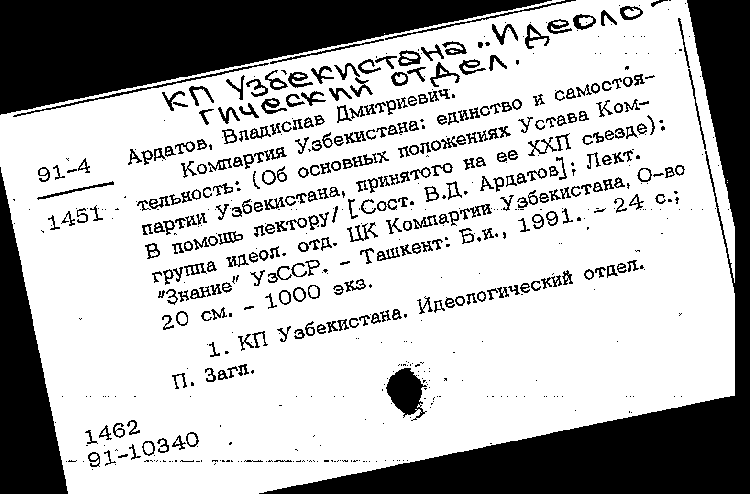 КП Узбекистана.. Идеоло-
гический отдел.
91-4
1451
Ардатов, Владислав Дмитриевич.
Компартия Узбекистана: единство и самостоя-
тельность: (Об основных положениях Устава Ком-
партии Узбекистана, принятого на ее XXП съезде):
В помощь лектору/ [Сост. В.Д. Ардатов]; Лект.
группа идеол. отд. ЦК Компартии Узбекистана, О-во
"Знание" УзССР. - Ташкент: Б.и., 1991. - 24 с.;
20 см. - 1000 экз.
1. КП Узбекистана. Идеологический отдел.
П. Загл.
1462
91-10340